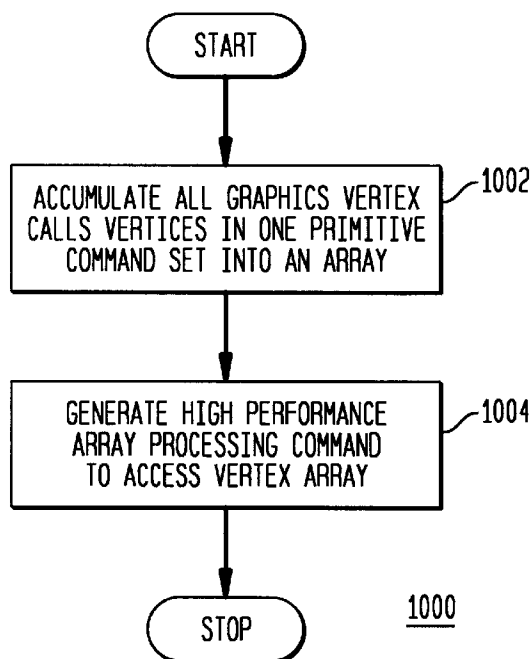 START
ACCUMULATE ALL GRAPHICS VERTEX
CALLS VERTICES IN ONE PRIMITIVE
COMMAND SET INTO AN ARRAY
1002
GENERATE HIGH PERFORMANCE
ARRAY PROCESSING COMMAND
TO ACCESS VERTEX ARRAY
1004
STOP
1000